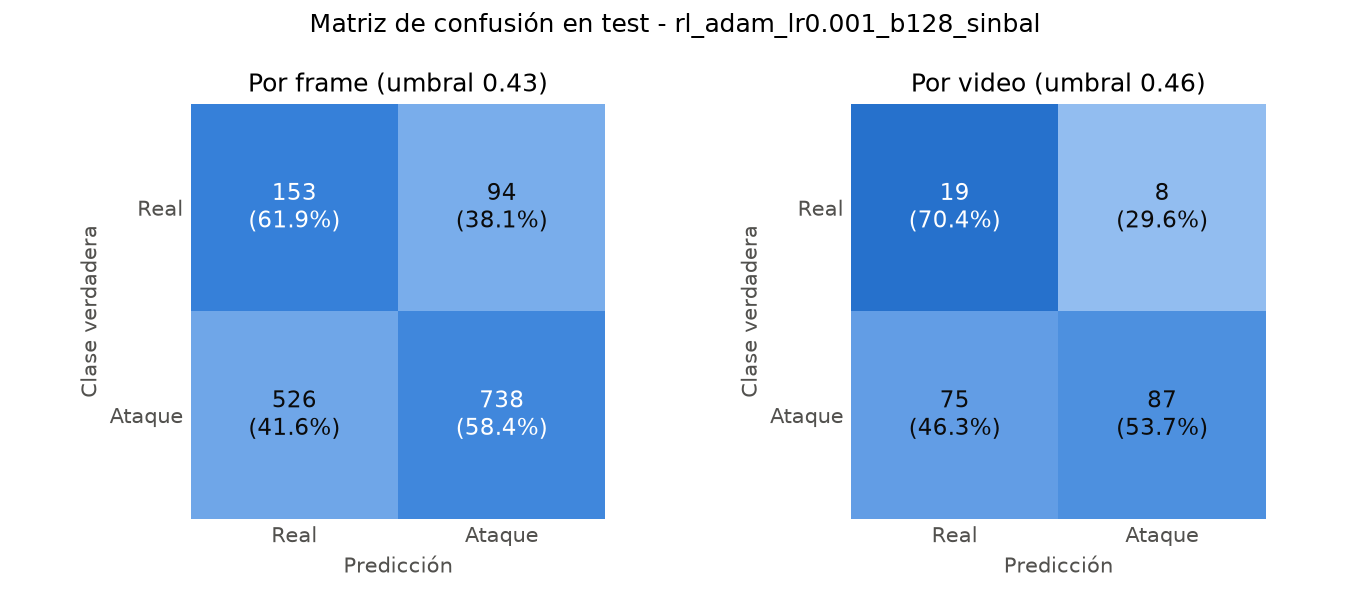 Matriz de confusión en test - rl_adam_lr0.001_b128_sinbal
Por frame (umbral 0.43)
Clase verdadera
Real
153
(61.9%)
94
(38.1%)
Ataque
526
(41.6%)
738
(58.4%)
Real
Ataque
Predicción
Por video (umbral 0.46)
Clase verdadera
Real
19
(70.4%)
8
(29.6%)
Ataque
75
(46.3%)
87
(53.7%)
Real
Ataque
Predicción